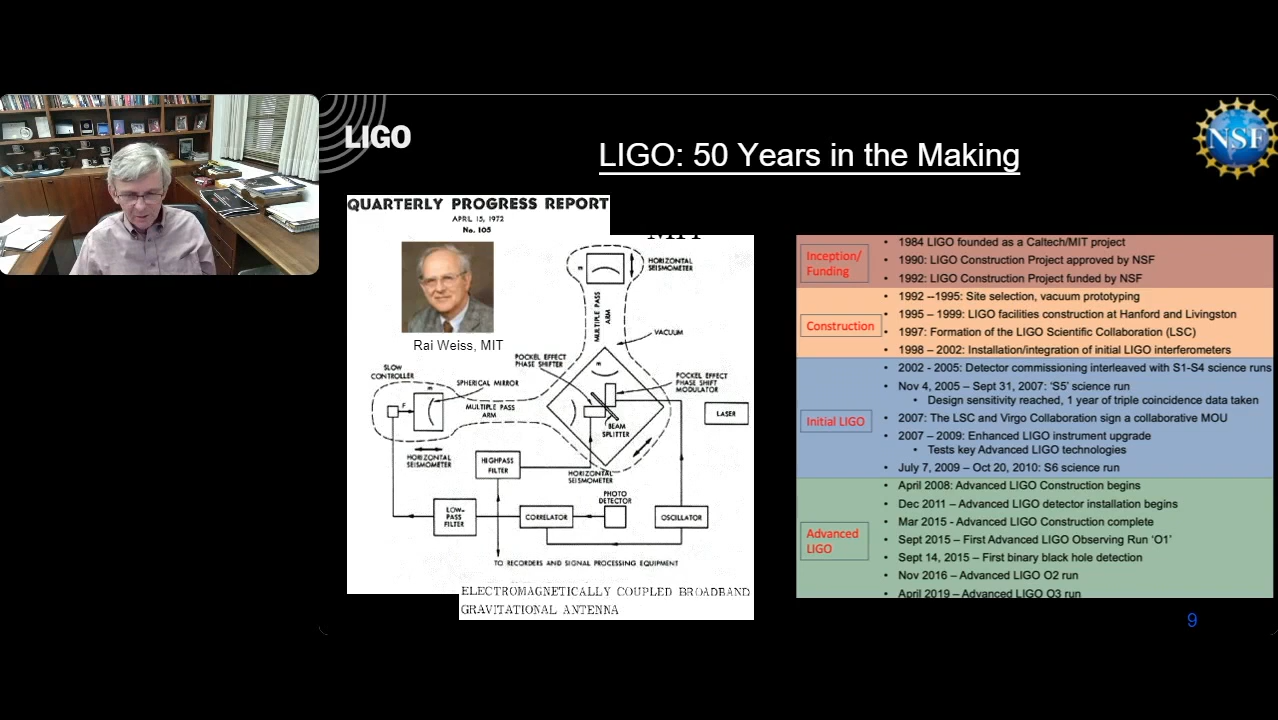 LIGO
LIGO: 50 Years in the Making
NSF
QUARTERLY PROGRESS REPORT
APRIL 15, 1972
No. 105
Rai Weiss, MIT
m
HORIZONTAL
SEISMOMETER
MULTIPLE PASS
ARM
VACUUM
POCKEL EFFECT
PHASE SHIFTER
POCKEL EFFECT
PHASE SHIFT
MODULATOR
SLOW
CONTROLLER
SPHERICAL MIRROR
m
F
MULTIPLE PASS
ARM
LASER
BEAM
SPLITTER
HORIZONTAL
SEISMOMETER
HIGHPASS
FILTER
HORIZONTAL
SEISMOMETER
PHOTO
DETECTOR
LOW-
PASS
FILTER
CORRELATOR
OSCILLATOR
TO RECORDERS AND SIGNAL PROCESSING EQUIPMENT
ELECTROMAGNETICALLY COUPLED BROADBAND
GRAVITATIONAL ANTENNA
Inception/
Funding
• 1984 LIGO founded as a Caltech/MIT project
• 1990: LIGO Construction Project approved by NSF
• 1992: LIGO Construction Project funded by NSF
Construction
• 1992 --1995: Site selection, vacuum prototyping
• 1995 – 1999: LIGO facilities construction at Hanford and Livingston
• 1997: Formation of the LIGO Scientific Collaboration (LSC)
• 1998 – 2002: Installation/integration of initial LIGO interferometers
Initial LIGO
• 2002 - 2005: Detector commissioning interleaved with S1-S4 science runs
• Nov 4, 2005 – Sept 31, 2007: ‘S5’ science run
• Design sensitivity reached, 1 year of triple coincidence data taken
• 2007: The LSC and Virgo Collaboration sign a collaborative MOU
• 2007 – 2009: Enhanced LIGO instrument upgrade
• Tests key Advanced LIGO technologies
• July 7, 2009 – Oct 20, 2010: S6 science run
Advanced
LIGO
• April 2008: Advanced LIGO Construction begins
• Dec 2011 – Advanced LIGO detector installation begins
• Mar 2015 - Advanced LIGO Construction complete
• Sept 2015 – First Advanced LIGO Observing Run ‘O1’
• Sept 14, 2015 – First binary black hole detection
• Nov 2016 – Advanced LIGO O2 run
• April 2019 – Advanced LIGO O3 run
9